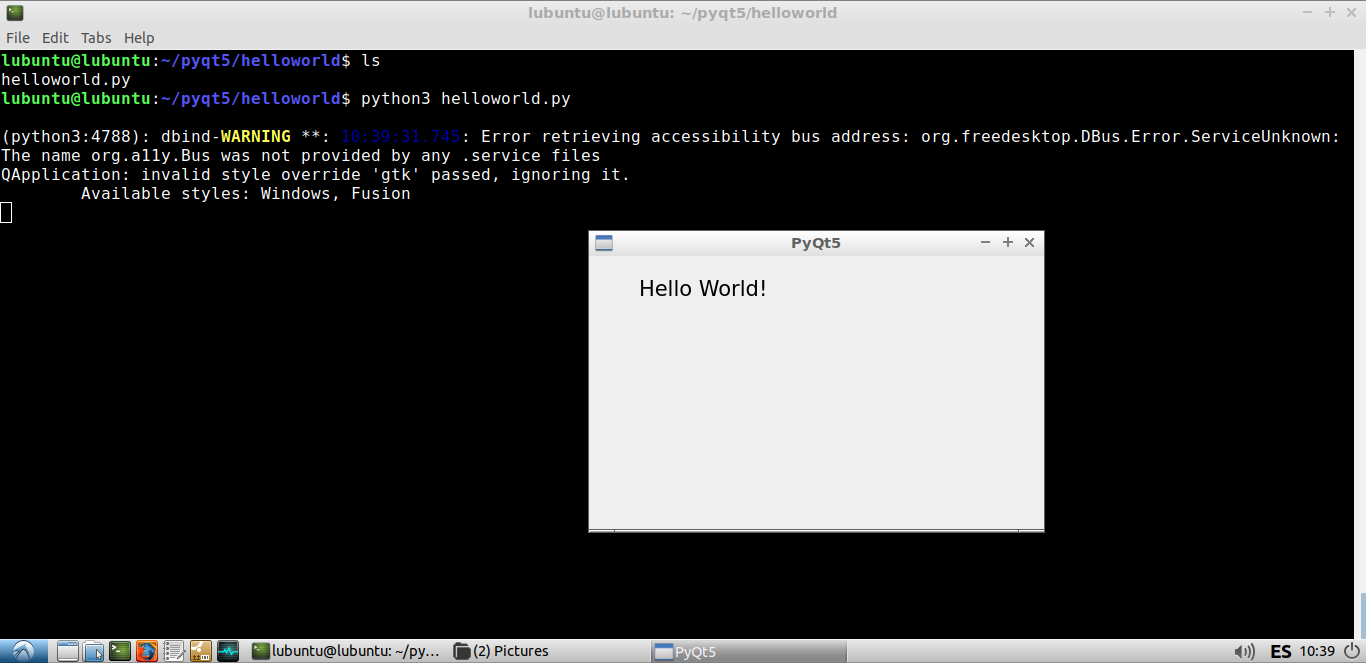 lubuntu@lubuntu: ~/pyqt5/helloworld
File Edit Tabs Help
lubuntu@lubuntu:~/pyqt5/helloworld$ ls
helloworld.py
lubuntu@lubuntu:~/pyqt5/helloworld$ python3 helloworld.py
(python3:4788): dbind-WARNING **: 10:39:31.745: Error retrieving accessibility bus address: org.freedesktop.DBus.Error.ServiceUnknown:
The name org.a11y.Bus was not provided by any .service files
QApplication: invalid style override 'gtk' passed, ignoring it.
Available styles: Windows, Fusion
PyQt5
Hello World!
lubuntu@lubuntu: ~/py... (2) Pictures PyQt5 ES 10:39